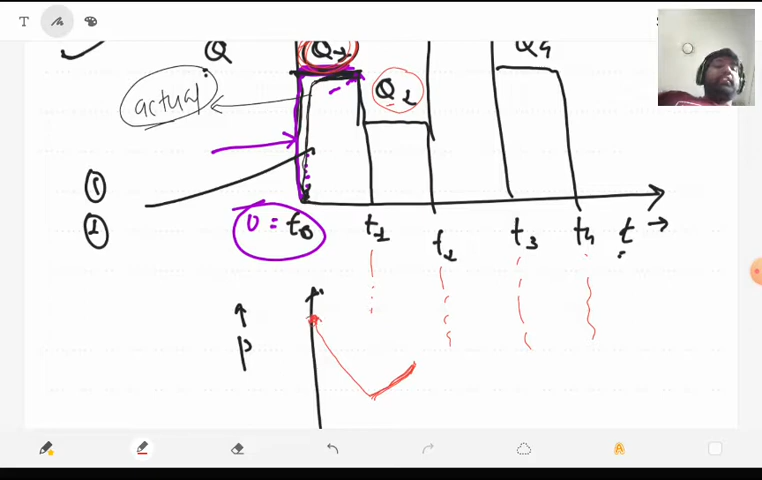 T
Q Q₁ Q₄
actual Q₂
①
②
0 = t₀ t₁ t₂ t₃ t₄ t →
↑
P
A